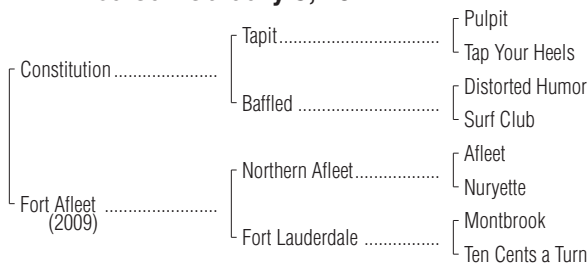 Pulpit
Tapit
Tap Your Heels
Constitution
Distorted Humor
Baffled
Surf Club
Afleet
Northern Afleet
Nuryette
Fort Afleet
(2009)
Montbrook
Fort Lauderdale
Ten Cents a Turn